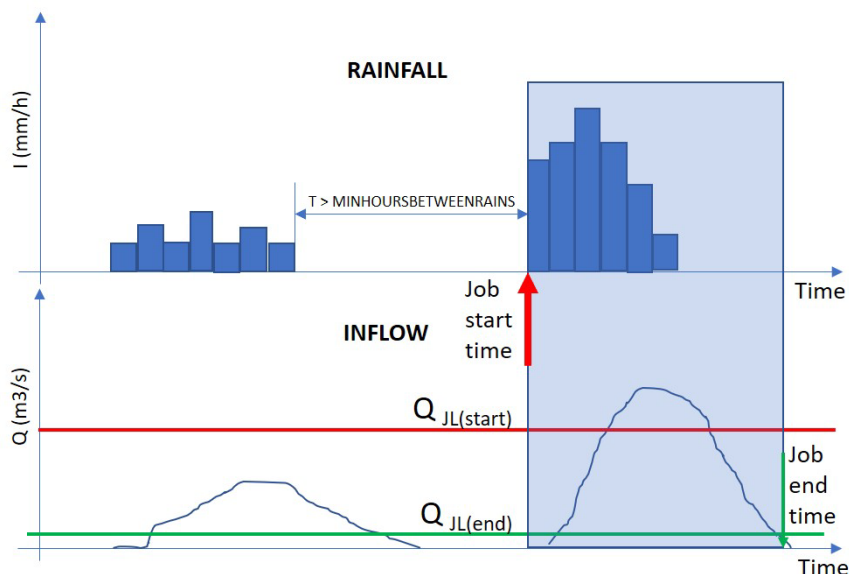 RAINFALL
I (mm/h)
T > MINHOURSBETWEENRAINS
Time
Job
start
time
INFLOW
Q (m3/s)
Q JL(start)
Job
end
time
Q JL(end)
Time